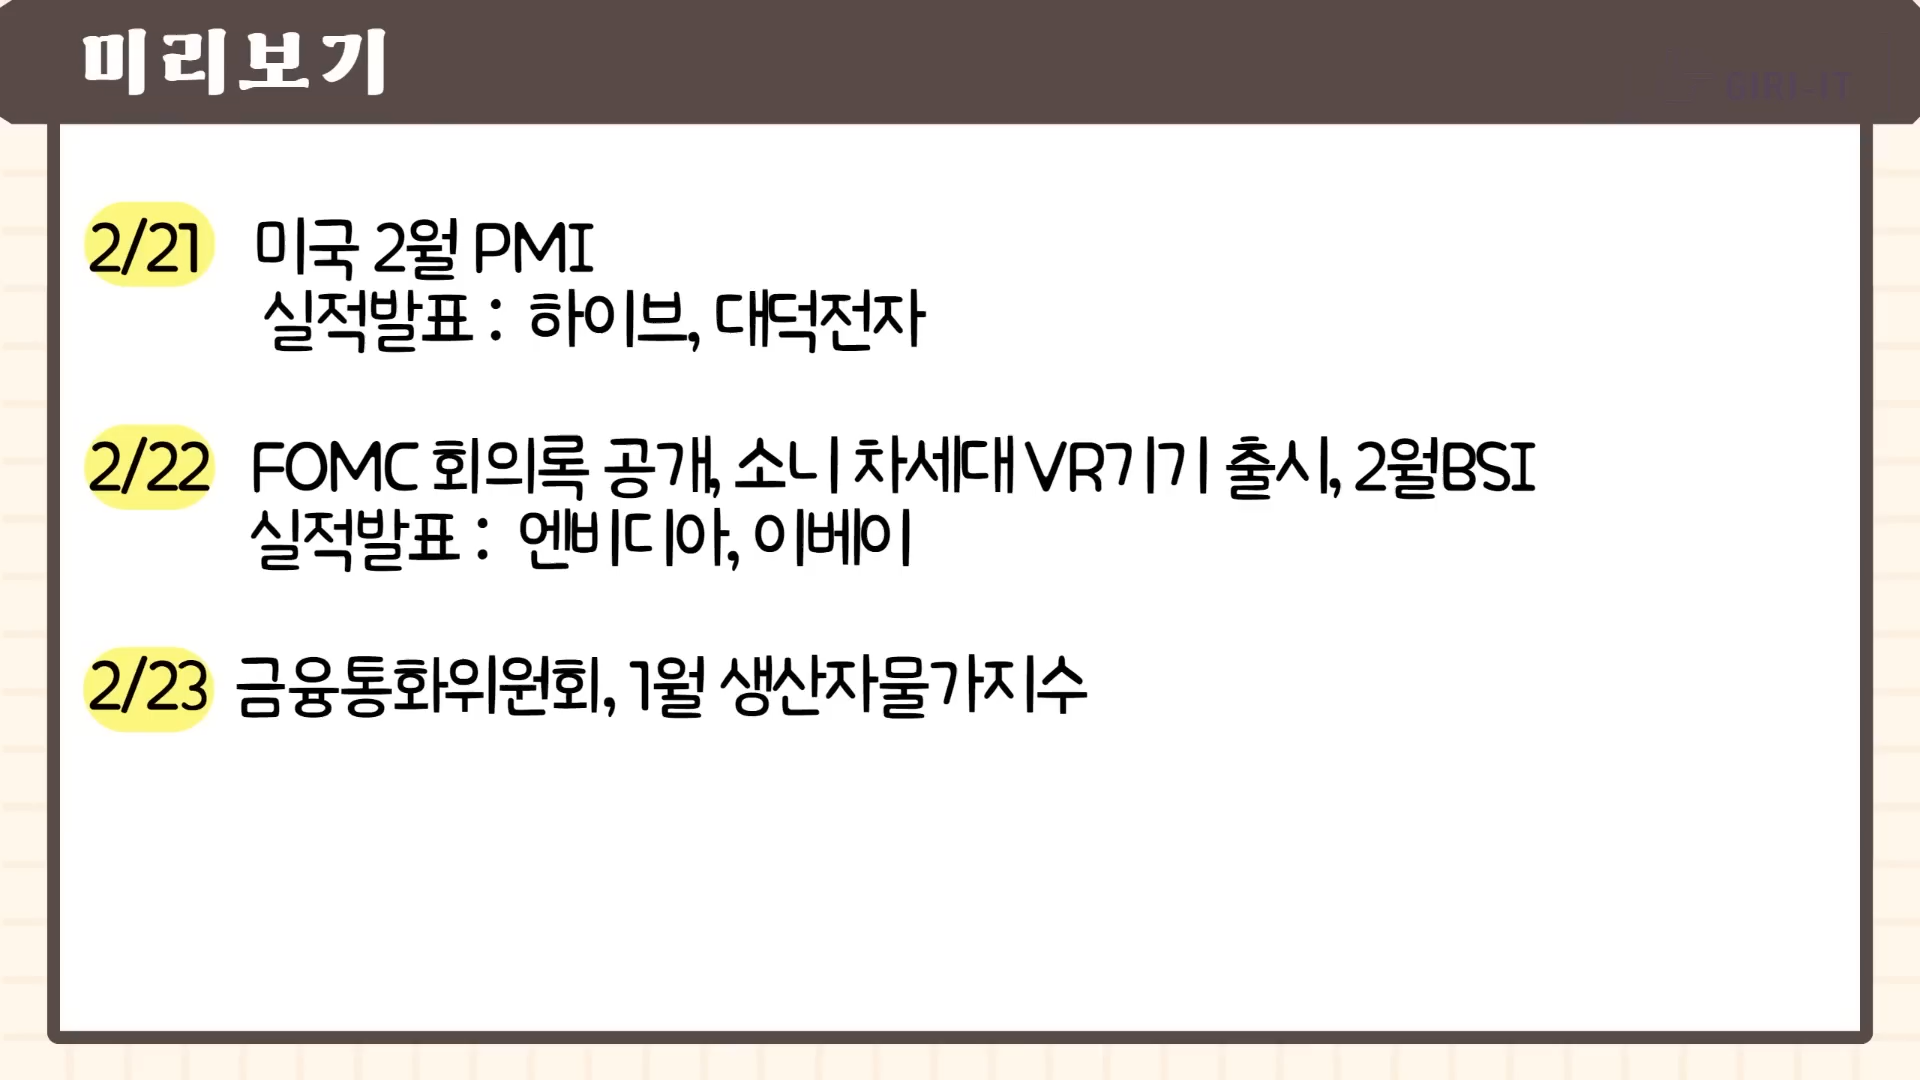 미리보기
2/21 미국 2월 PMI
실적발표 : 하이브, 대덕전자
2/22 FOMC 회의록 공개, 소니 차세대 VR기기 출시, 2월BSI
실적발표 : 엔비디아, 이베이
2/23 금융통화위원회, 1월 생산자물가지수